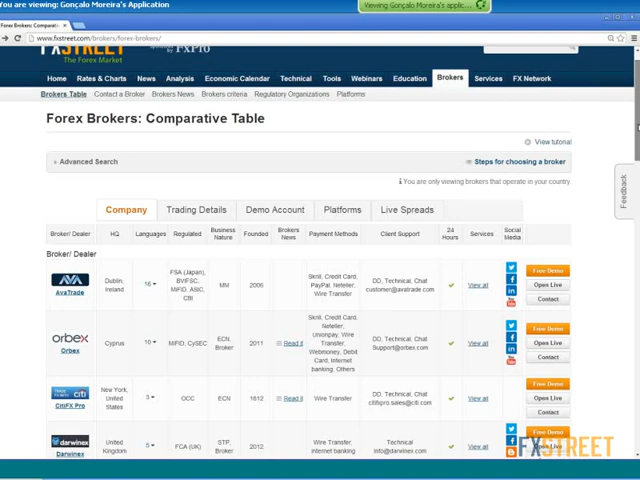 You are viewing: Gonçalo Moreira's Application
Viewing Gonçalo Moreira's applic...
Forex Brokers: Comparativ
www.fxstreet.com/brokers/forex-brokers/
FXSTREET
The Forex Market
FxPro
Home Rates & Charts News Analysis Economic Calendar Technical Tools Webinars Education Brokers Services FX Network
Brokers Table Contact a Broker Brokers News Brokers criteria Regulatory Organizations Platforms
Forex Brokers: Comparative Table
View tutorial
+ Advanced Search
Steps for choosing a broker
You are only viewing brokers that operate in your country.
Feedback
Company Trading Details Demo Account Platforms Live Spreads
Broker/ Dealer HQ Languages Regulated Business Nature Founded Brokers News Payment Methods Client Support 24 Hours Services Social Media
Broker/ Dealer
AVA
AvaTrade
Dublin, Ireland
16
FSA (Japan), BVIFSC, MiFID, ASIC, CBI
MM
2006
Skrill, Credit Card, PayPal, Neteller, Wire Transfer
DD, Technical, Chat
customer@avatrade.com
View all
Free Demo
Open Live
Contact
orbex
Orbex
Cyprus
10
MiFID, CySEC
ECN, Broker
2011
Read it
Skrill, Credit Card, Neteller, Unionpay, Wire Transfer, Webmoney, Debit Card, Internal bank. Others
DD, Technical, Chat
Support@orbex.com
View all
Free Demo
Open Live
Contact
citi
CitiFX Pro
New York, United States
3
OCC
ECN
1812
Read it
Wire Transfer
DD, Technical, Chat
citifxpro.sales@citi.com
View all
Free Demo
Open Live
Contact
darwinex
Darwinex
United Kingdom
5
FCA (UK)
STP, Broker
2012
Wire Transfer, internet banking
Technical
info@darwinex.com
View all
Free Demo
FXSTREET